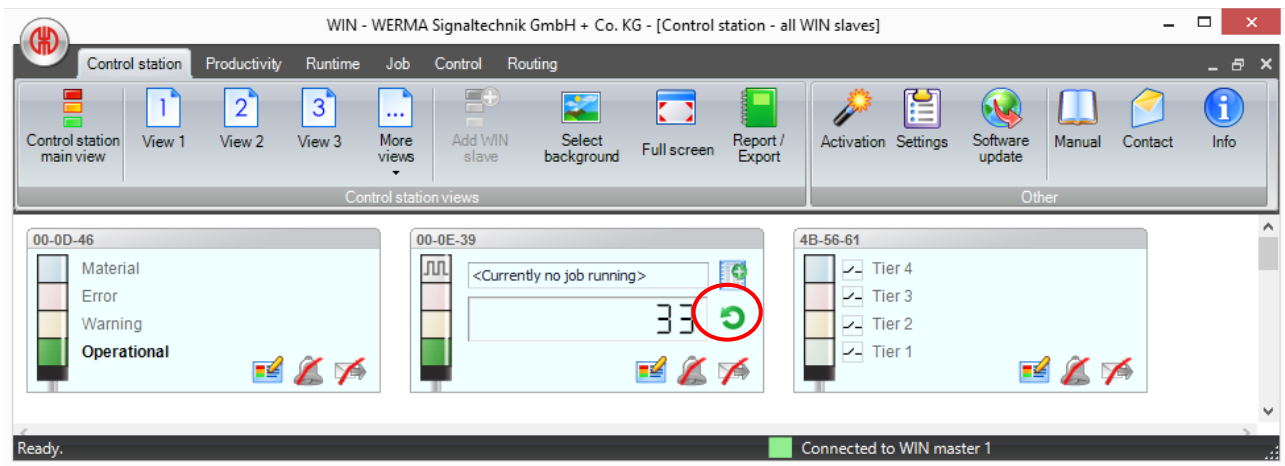 WIN - WERMA Signaltechnik GmbH + Co. KG - [Control station - all WIN slaves]
Control station Productivity Runtime Job Control Routing
Control station main view
1 View 1
2 View 2
3 View 3
... More views
Add WIN slave
Select background
Full screen
Report / Export
Activation
Settings
Software update
Manual
Contact
Info
Control station views
Other
00-0D-46
Material
Error
Warning
Operational
00-0E-39
<Currently no job running>
33
4B-56-61
Tier 4
Tier 3
Tier 2
Tier 1
Ready.
Connected to WIN master 1